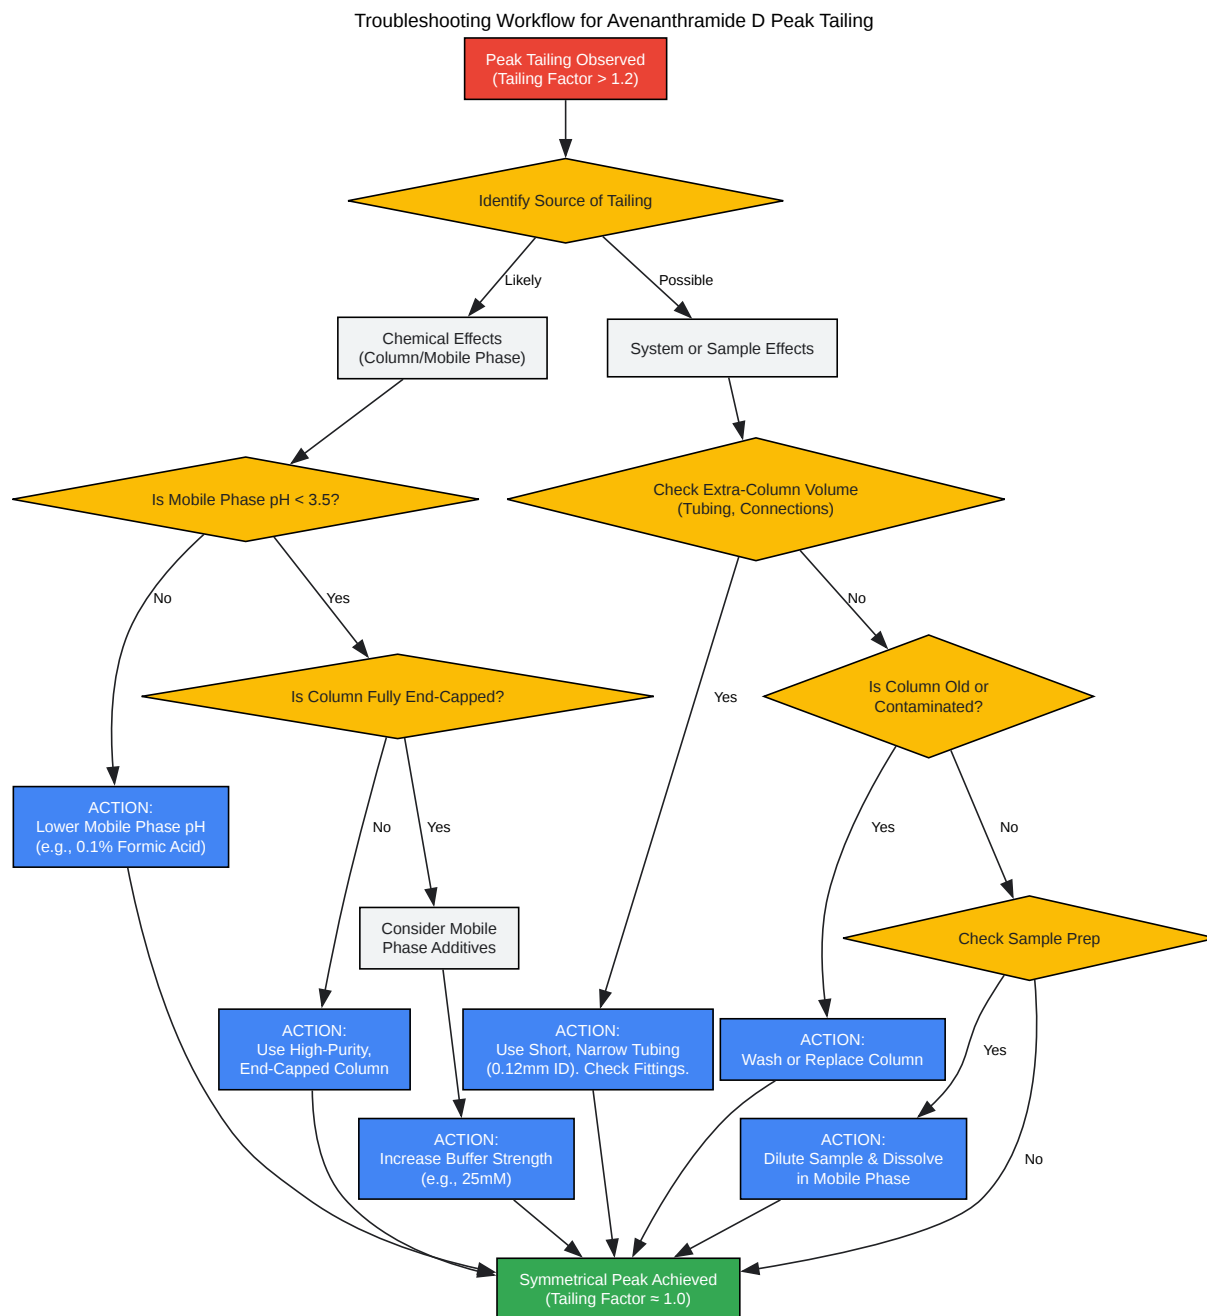 Troubleshooting Workflow for Avenanthramide D Peak Tailing
Peak Tailing Observed
(Tailing Factor > 1.2)
Identify Source of Tailing
Likely
Possible
Chemical Effects
(Column/Mobile Phase)
System or Sample Effects
Is Mobile Phase pH < 3.5?
Check Extra-Column Volume
(Tubing, Connections)
No
Yes
No
Is Column Fully End-Capped?
Yes
Is Column Old or
Contaminated?
ACTION:
Lower Mobile Phase pH
(e.g., 0.1% Formic Acid)
No
Yes
Yes
No
Consider Mobile
Phase Additives
Check Sample Prep
ACTION:
Use High-Purity,
End-Capped Column
ACTION:
Use Short, Narrow Tubing
(0.12mm ID). Check Fittings.
ACTION:
Wash or Replace Column
Yes
ACTION:
Increase Buffer Strength
(e.g., 25mM)
ACTION:
Dilute Sample & Dissolve
in Mobile Phase
No
Symmetrical Peak Achieved
(Tailing Factor ≈ 1.0)